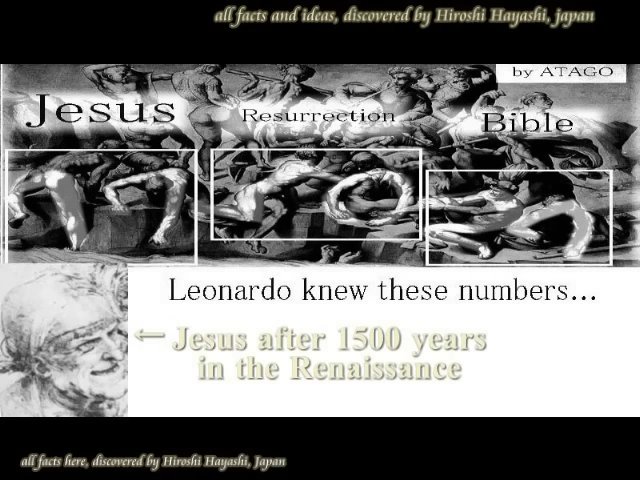 all facts and ideas, discovered by Hiroshi Hayashi, japan
by ATAGO
Jesus
Resurrection
Bible
Leonardo knew these numbers...
← Jesus after 1500 years
in the Renaissance
all facts here, discovered by Hiroshi Hayashi, Japan